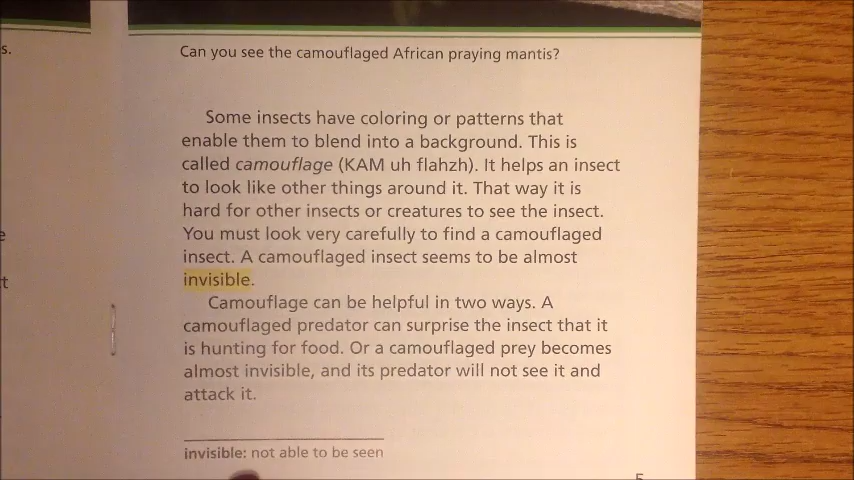 s.
Can you see the camouflaged African praying mantis?
Some insects have coloring or patterns that
enable them to blend into a background. This is
called camouflage (KAM uh flahzh). It helps an insect
to look like other things around it. That way it is
hard for other insects or creatures to see the insect.
You must look very carefully to find a camouflaged
insect. A camouflaged insect seems to be almost
invisible.
Camouflage can be helpful in two ways. A
camouflaged predator can surprise the insect that it
is hunting for food. Or a camouflaged prey becomes
almost invisible, and its predator will not see it and
attack it.
invisible: not able to be seen